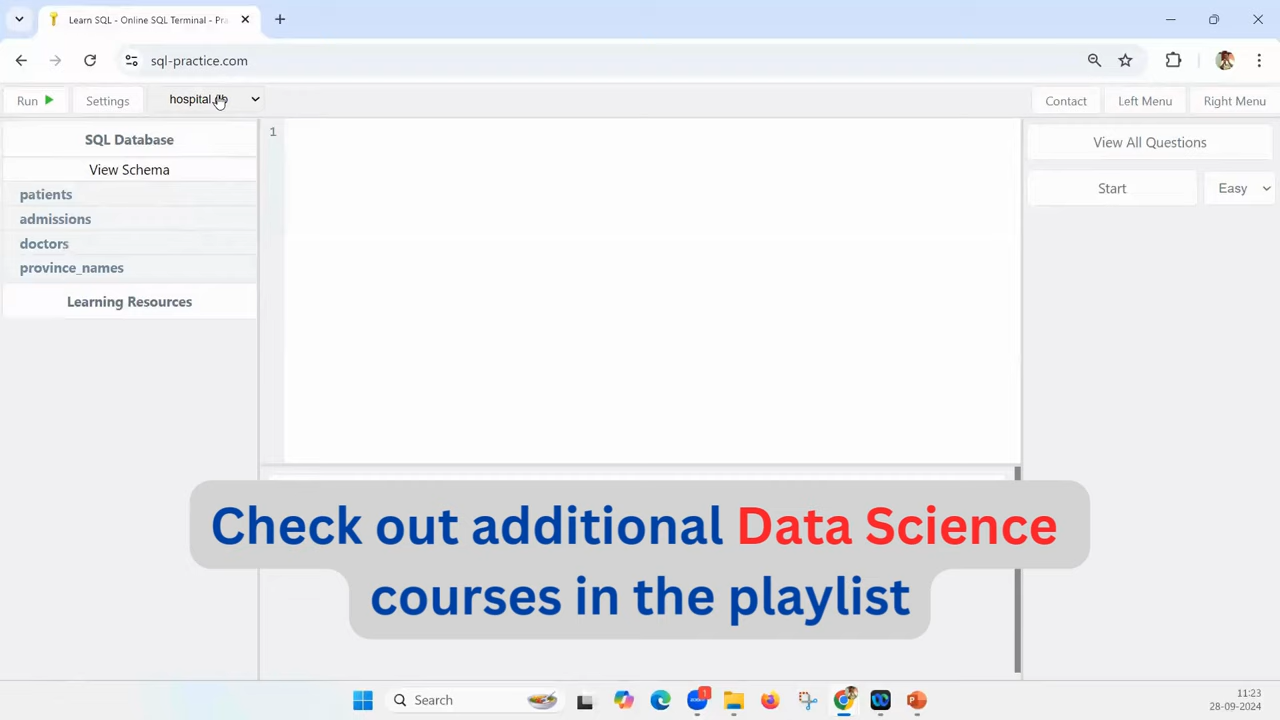 Learn SQL - Online SQL Terminal - Pra
sql-practice.com
Run
Settings
Contact
Left Menu
Right Menu
SQL Database
View Schema
patients
admissions
doctors
province_names
Learning Resources
1
View All Questions
Start
Easy
Check out additional Data Science
courses in the playlist
Search
1
11:23
28-09-2024